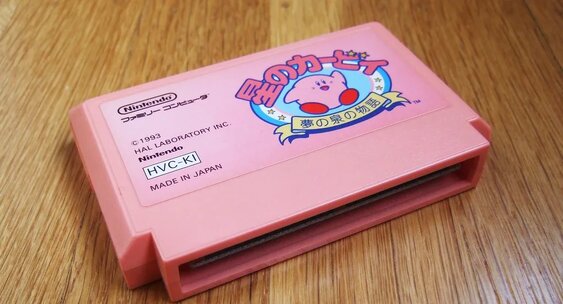 Nintendo
ファミリー コンピュータ
©1993
HAL LABORATORY INC.
Nintendo
HVC-KI
MADE IN JAPAN
星のカービィ
夢の泉の物語
TM